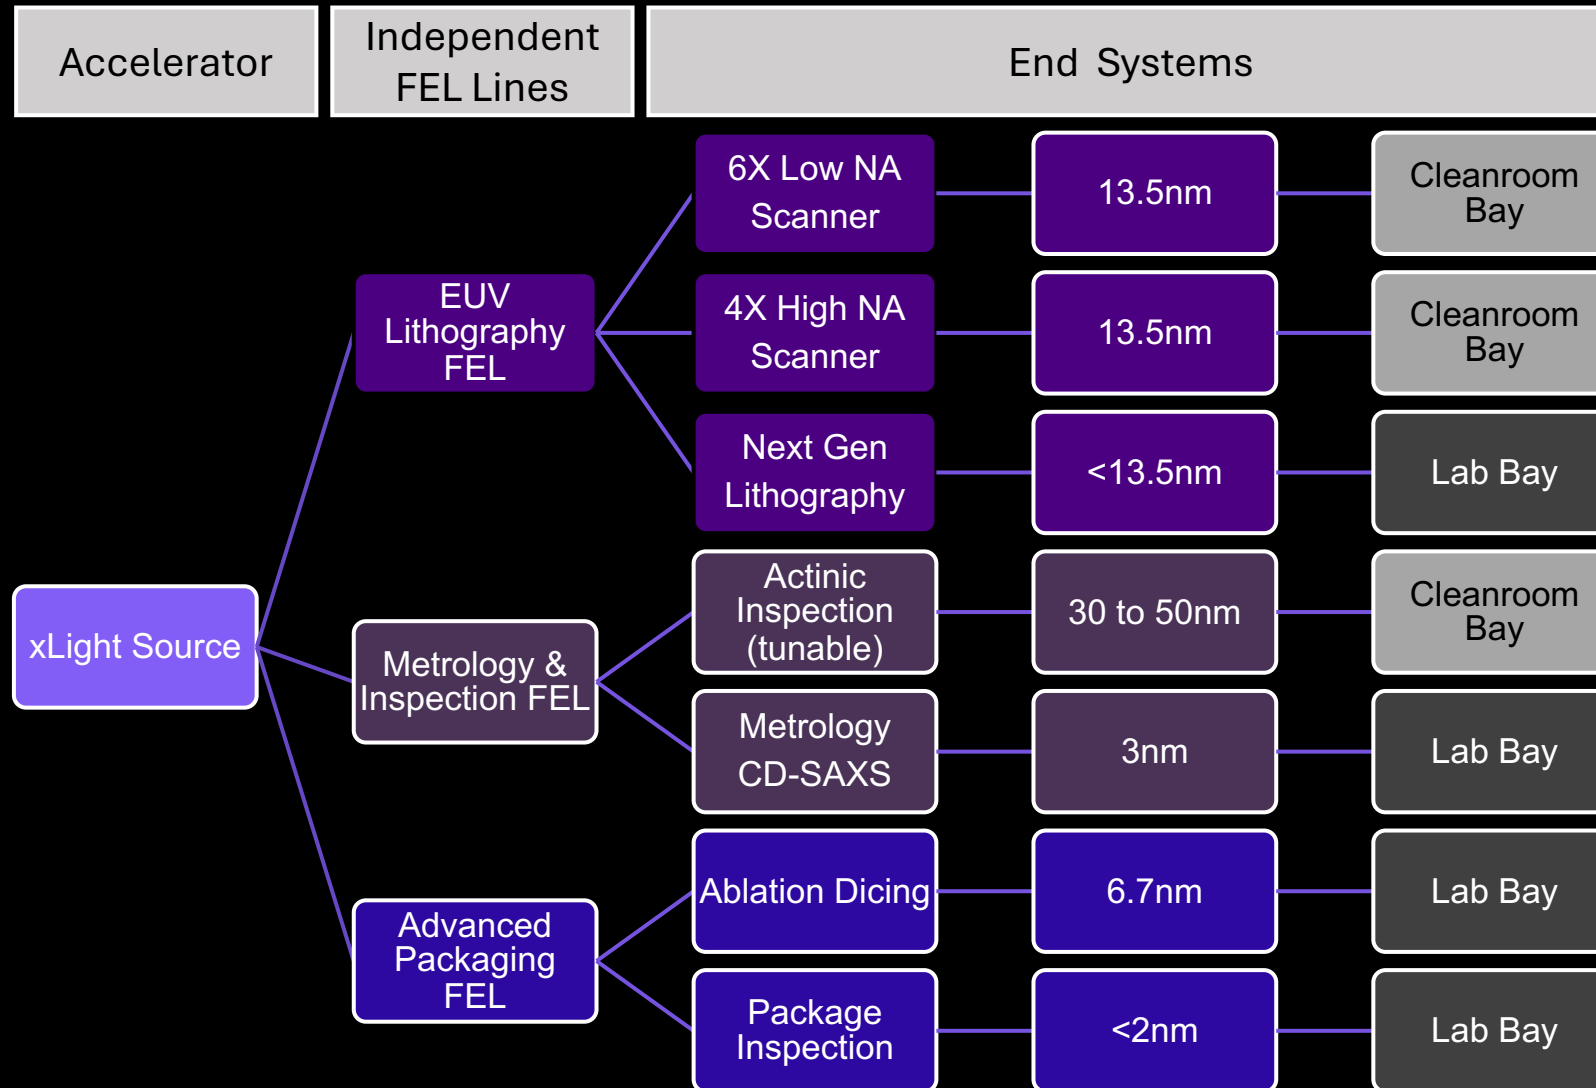 Accelerator
Independent
FEL Lines
End Systems
6X Low NA
Scanner
13.5nm
Cleanroom
Bay
EUV
Lithography
FEL
4X High NA
Scanner
13.5nm
Cleanroom
Bay
Next Gen
Lithography
<13.5nm
Lab Bay
xLight Source
Metrology &
Inspection FEL
Actinic
Inspection
(tunable)
30 to 50nm
Cleanroom
Bay
Metrology
CD-SAXS
3nm
Lab Bay
Advanced
Packaging
FEL
Ablation Dicing
6.7nm
Lab Bay
Package
Inspection
<2nm
Lab Bay